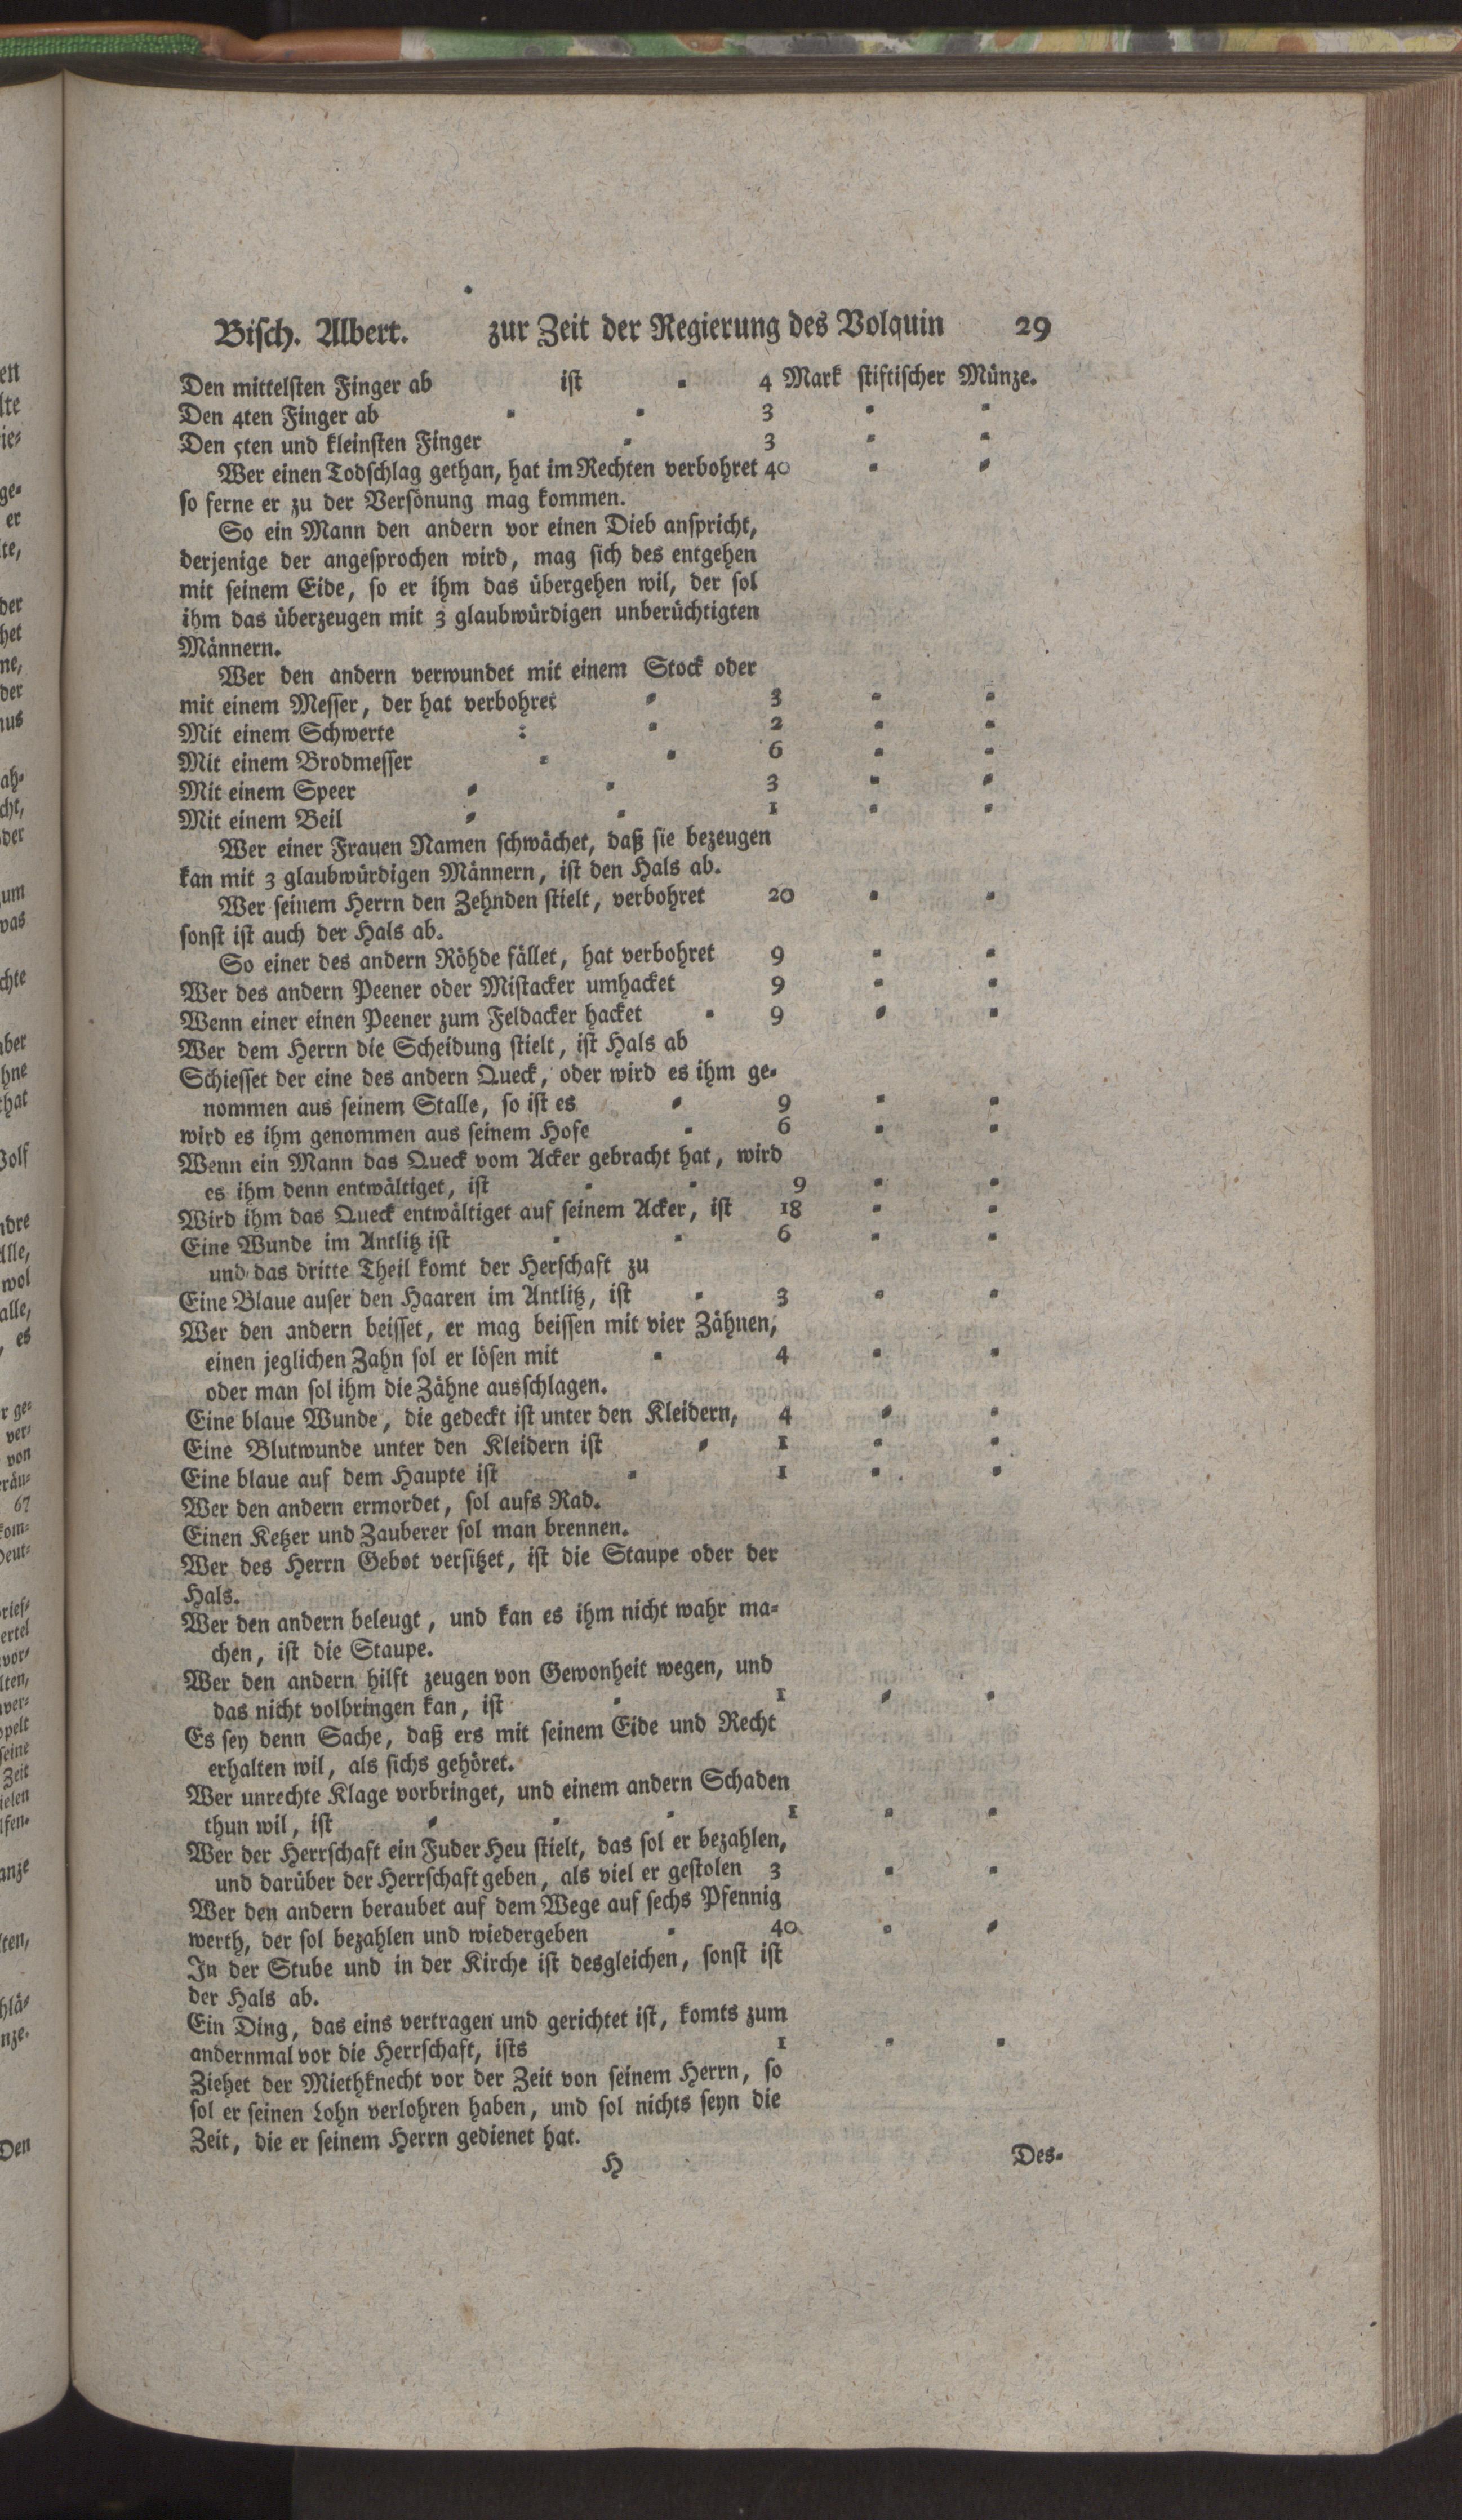 Bisch. Albert. zur Zeit der Regierung des Volquin 29
Den mittelsten Finger ab ist - 4 Mark stiftischer Münze.
Den 4ten Finger ab - - 3 - -
Den 5ten und kleinsten Finger - 3 - -
Wer einen Todschlag gethan, hat im Rechten verbohret 40 - -
so ferne er zu der Versönung mag kommen.
So ein Mann den andern vor einen Dieb anspricht,
derjenige der angesprochen wird, mag sich des entgehen
mit seinem Eide, so er ihm das übergehen wil, der sol
ihm das überzeugen mit 3 glaubwürdigen unberüchtigten
Männern.
Wer den andern verwundet mit einem Stock oder
mit einem Messer, der hat verbohret - 3 - -
Mit einem Schwerte - - 2 - -
Mit einem Brodmesser - - 6 - -
Mit einem Speer - - 3 - -
Mit einem Beil - - 1 - -
Wer einer Frauen Namen schwächet, daß sie bezeugen
kan mit 3 glaubwürdigen Männern, ist den Hals ab.
Wer seinem Herrn den Zehnden stielt, verbohret 20 - -
sonst ist auch der Hals ab.
So einer des andern Röhde fället, hat verbohret 9 - -
Wer des andern Peener oder Mistacker umhacket 9 - -
Wenn einer einen Peener zum Feldacker hacket - 9 - -
Wer dem Herrn die Scheidung stielt, ist Hals ab
Schiesset der eine des andern Queck, oder wird es ihm ge-
nommen aus seinem Stalle, so ist es - 9 - -
wird es ihm genommen aus seinem Hofe - 6 - -
Wenn ein Mann das Queck vom Acker gebracht hat, wird
es ihm denn entwältiget, ist - - 9 - -
Wird ihm das Queck entwältiget auf seinem Acker, ist 18 - -
Eine Wunde im Antlitz ist - - 6 - -
und das dritte Theil komt der Herschaft zu
Eine Blaue auser den Haaren im Antlitz, ist - 3 - -
Wer den andern beisset, er mag beissen mit vier Zähnen,
einen jeglichen Zahn sol er lösen mit - 4 - -
oder man sol ihm die Zähne ausschlagen.
Eine blaue Wunde, die gedeckt ist unter den Kleidern, 4 - -
Eine Blutwunde unter den Kleidern ist - 1 - -
Eine blaue auf dem Haupte ist - 1 - -
Wer den andern ermordet, sol aufs Rad.
Einen Ketzer und Zauberer sol man brennen.
Wer des Herrn Gebot versitzet, ist die Staupe oder der
Hals.
Wer den andern beleugt, und kan es ihm nicht wahr ma-
chen, ist die Staupe.
Wer den andern hilft zeugen von Gewonheit wegen, und
das nicht volbringen kan, ist - 1 - -
Es sey denn Sache, daß ers mit seinem Eide und Recht
erhalten wil, als sichs gehöret.
Wer unrechte Klage vorbringet, und einem andern Schaden
thun wil, ist - - - 1 - -
Wer der Herrschaft ein Fuder Heu stielt, das sol er bezahlen,
und darüber der Herrschaft geben, als viel er gestolen 3 - -
Wer den andern beraubet auf dem Wege auf sechs Pfennig
werth, der sol bezahlen und wiedergeben - 40 - -
In der Stube und in der Kirche ist desgleichen, sonst ist
der Hals ab.
Ein Ding, das eins vertragen und gerichtet ist, komts zum
andernmal vor die Herrschaft, ists 1 - -
Ziehet der Miethknecht vor der Zeit von seinem Herrn, so
sol er seinen Lohn verlohren haben, und sol nichts seyn die
Zeit, die er seinem Herrn gedienet hat.
H Des-